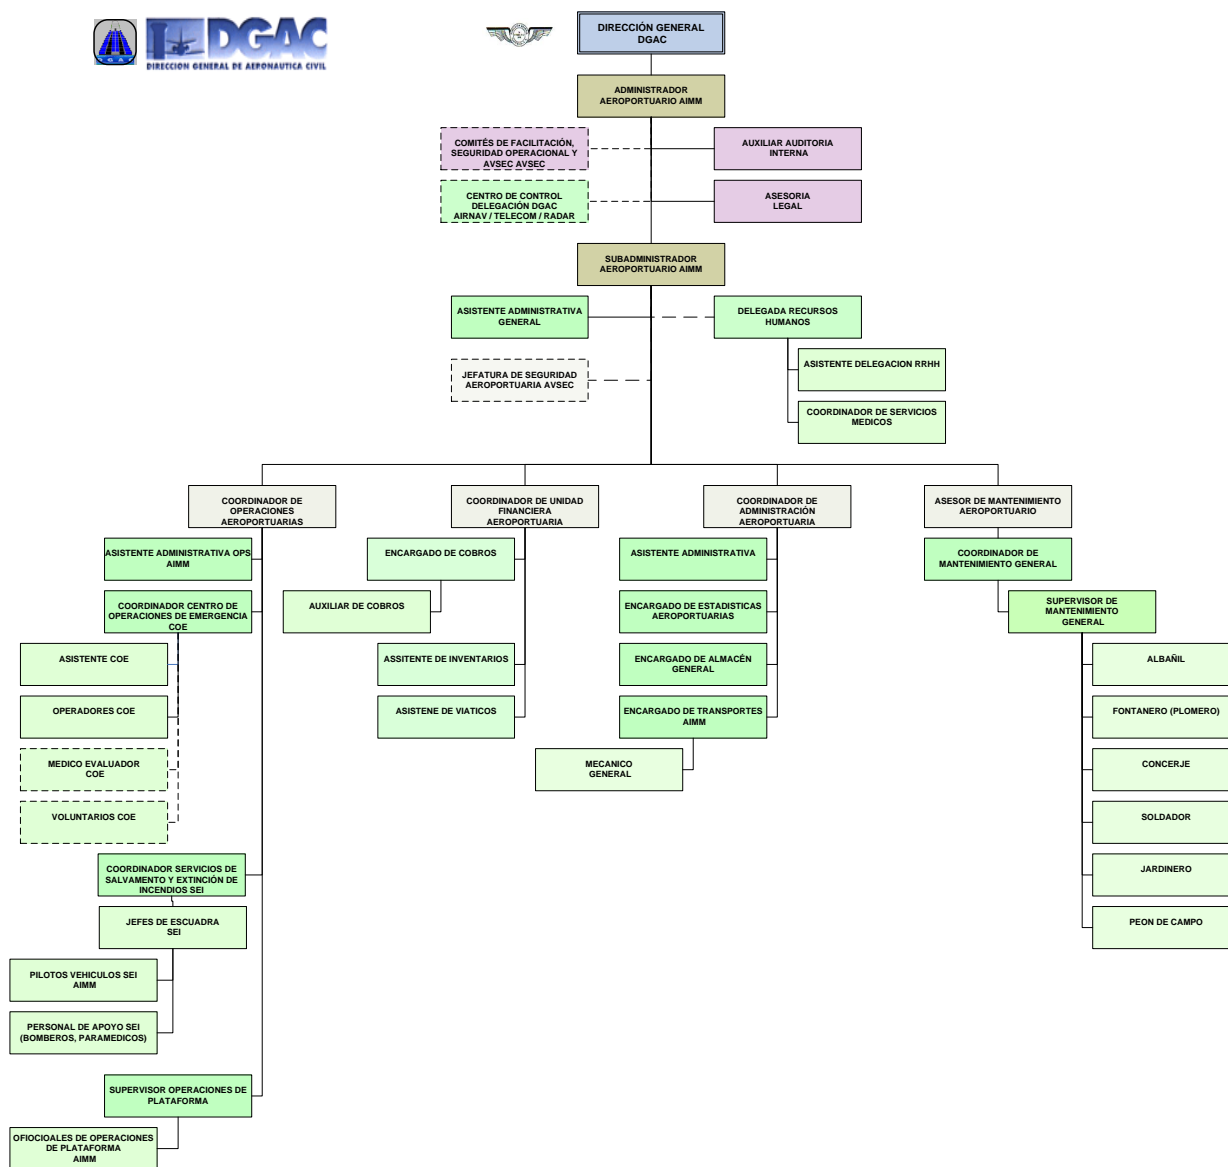 DGAC
DGAC
DIRECCION GENERAL DE AERONAUTICA CIVIL
DIRECCIÓN GENERAL
DGAC
ADMINISTRADOR
AEROPORTUARIO AIMM
COMITÉS DE FACILITACIÓN,
SEGURIDAD OPERACIONAL Y
AVSEC AVSEC
AUXILIAR AUDITORIA
INTERNA
CENTRO DE CONTROL
DELEGACIÓN DGAC
AIRNAV / TELECOM / RADAR
ASESORIA
LEGAL
SUBADMINISTRADOR
AEROPORTUARIO AIMM
ASISTENTE ADMINISTRATIVA
GENERAL
DELEGADA RECURSOS
HUMANOS
JEFATURA DE SEGURIDAD
AEROPORTUARIA AVSEC
ASISTENTE DELEGACION RRHH
COORDINADOR DE SERVICIOS
MEDICOS
COORDINADOR DE
OPERACIONES
AEROPORTUARIAS
COORDINADOR DE UNIDAD
FINANCIERA
AEROPORTUARIA
COORDINADOR DE
ADMINISTRACIÓN
AEROPORTUARIA
ASESOR DE MANTENIMIENTO
AEROPORTUARIO
ASISTENTE ADMINISTRATIVA OPS
AIMM
COORDINADOR CENTRO DE
OPERACIONES DE EMERGENCIA
COE
ASISTENTE COE
OPERADORES COE
MEDICO EVALUADOR
COE
VOLUNTARIOS COE
COORDINADOR SERVICIOS DE
SALVAMENTO Y EXTINCIÓN DE
INCENDIOS SEI
JEFES DE ESCUADRA
SEI
PILOTOS VEHICULOS SEI
AIMM
PERSONAL DE APOYO SEI
(BOMBEROS, PARAMEDICOS)
SUPERVISOR OPERACIONES DE
PLATAFORMA
OFIOCIOALES DE OPERACIONES
DE PLATAFORMA
AIMM
ENCARGADO DE COBROS
AUXILIAR DE COBROS
ASSITENTE DE INVENTARIOS
ASISTENE DE VIATICOS
ASISTENTE ADMINISTRATIVA
ENCARGADO DE ESTADISTICAS
AEROPORTUARIAS
ENCARGADO DE ALMACÉN
GENERAL
ENCARGADO DE TRANSPORTES
AIMM
MECANICO
GENERAL
COORDINADOR DE
MANTENIMIENTO GENERAL
SUPERVISOR DE
MANTENIMIENTO
GENERAL
ALBAÑIL
FONTANERO (PLOMERO)
CONCERJE
SOLDADOR
JARDINERO
PEON DE CAMPO